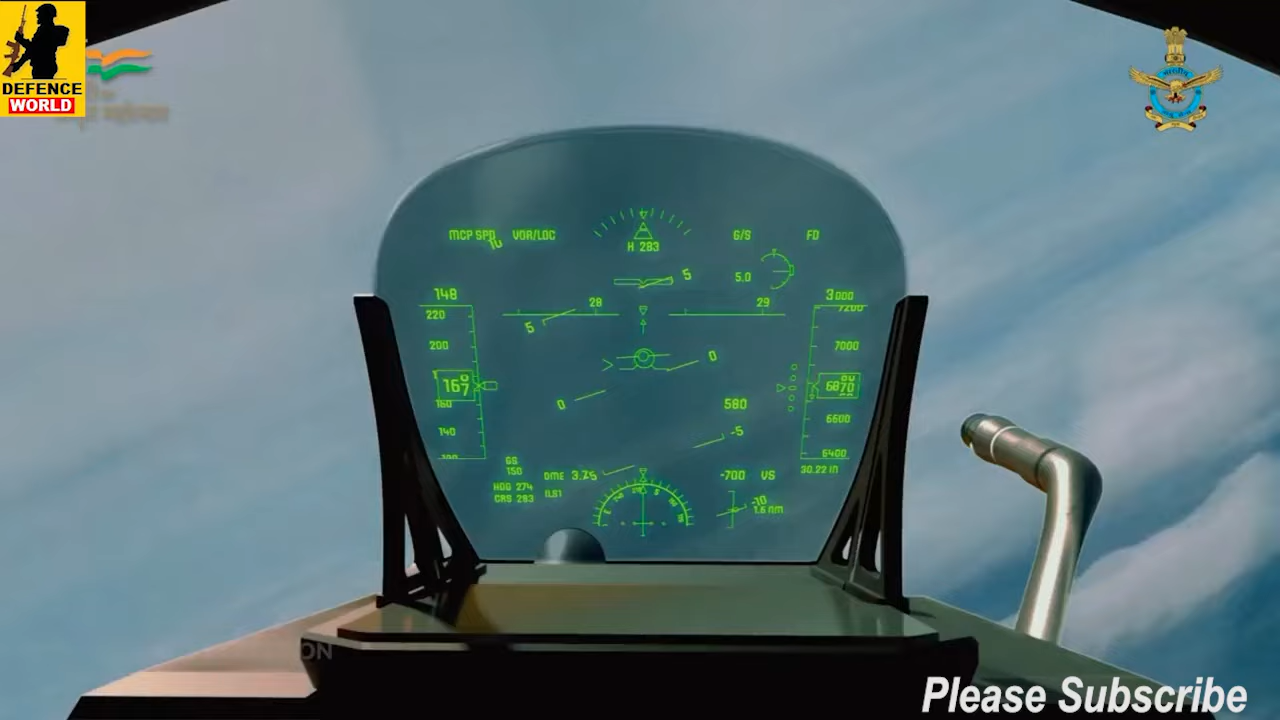 DEFENCE
WORLD
MCP SPD
VOR/LOC
G/S
FD
H 283
5
5.0
148
28
29
3000
220
7200
5
200
7000
0
167
6870
160
0
580
6600
140
-5
6400
GS
150
DME 3.75
-700 VS
30.22 IN
HDG 274
CRS 283
-10
1.6 nm
ON
Please Subscribe